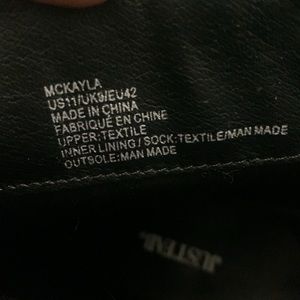 MCKAYLA
US11/UK9/EU42
MADE IN CHINA
FABRIQUÉ EN CHINE
UPPER:TEXTILE
INNER LINING / SOCK:TEXTILE/MAN MADE
OUTSOLE:MAN MADE